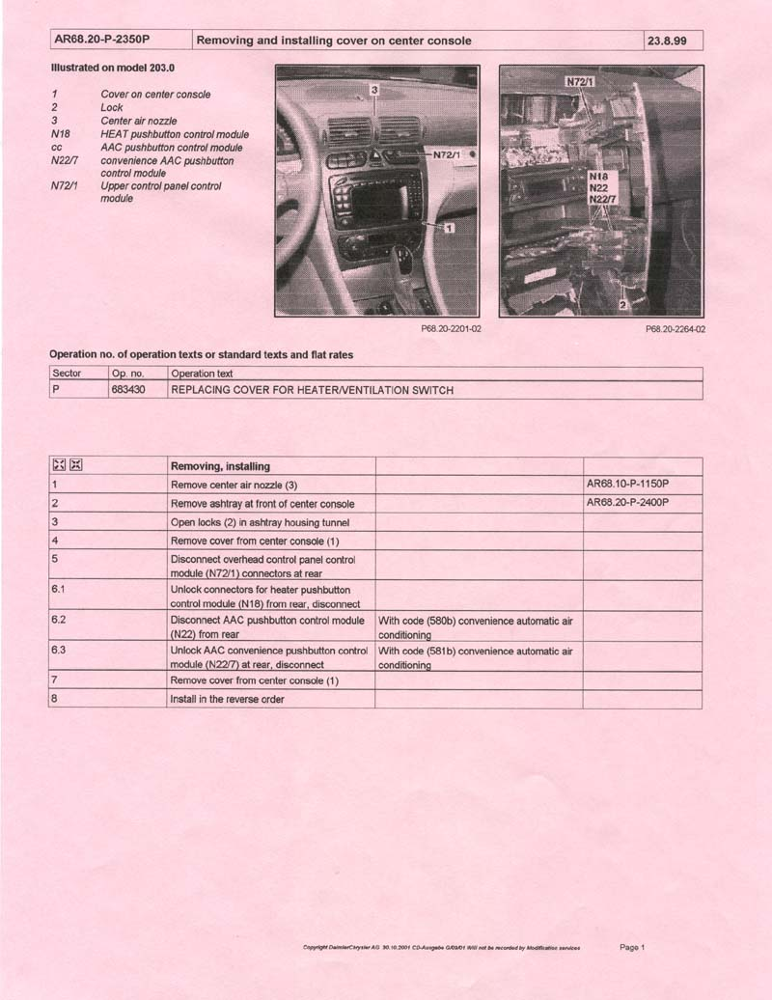 AR68.20-P-2350P Removing and installing cover on center console 23.8.99
Illustrated on model 203.0
1 Cover on center console
2 Lock
3 Center air nozzle
N18 HEAT pushbutton control module
cc AAC pushbutton control module
N22/7 convenience AAC pushbutton
control module
N72/1 Upper control panel control
module
3
N72/1
1
P68.20-2201-02
N72/1
N18
N22
N22/7
2
P68.20-2264-02
Operation no. of operation texts or standard texts and flat rates
Sector Op. no. Operation text
P 683430 REPLACING COVER FOR HEATER/VENTILATION SWITCH
Removing, installing
1 Remove center air nozzle (3) AR68.10-P-1150P
2 Remove ashtray at front of center console AR68.20-P-2400P
3 Open locks (2) in ashtray housing tunnel
4 Remove cover from center console (1)
5 Disconnect overhead control panel control
module (N72/1) connectors at rear
6.1 Unlock connectors for heater pushbutton
control module (N18) from rear, disconnect
6.2 Disconnect AAC pushbutton control module With code (580b) convenience automatic air
(N22) from rear conditioning
6.3 Unlock AAC convenience pushbutton control With code (581b) convenience automatic air
module (N22/7) at rear, disconnect conditioning
7 Remove cover from center console (1)
8 Install in the reverse order
Copyright DaimlerChrysler AG 30.10.2001 CD-Ausgabe G/09/01 Will not be recorded by Modification services Page 1